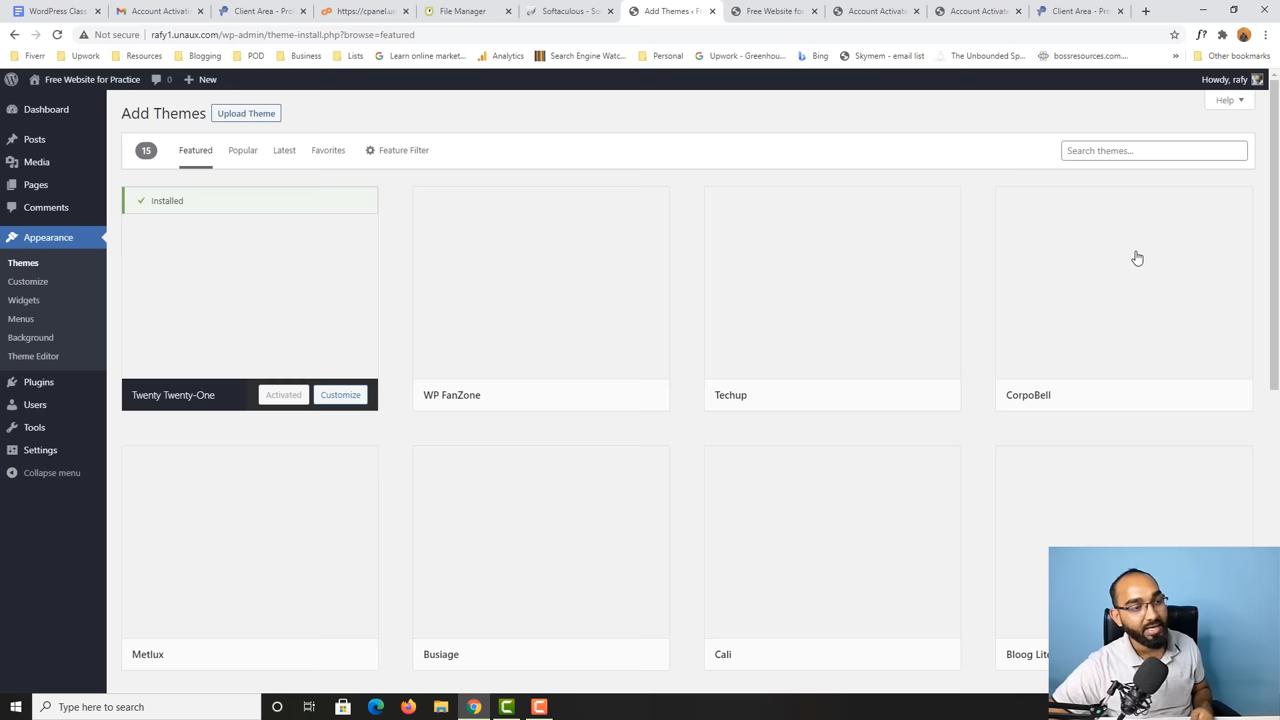 WordPress Class
Account Activatio
Client Area - Pro
https://cpanel.u
File Manager
Softaculous - So
Add Themes ‹ F
Free Website for
Account Activate
Account Activate
Client Area - Pro
Not secure
rafy1.unaux.com/wp-admin/theme-install.php?browse=featured
Fiverr
Upwork
Resources
Blogging
POD
Business
Lists
Learn online market...
Analytics
Search Engine Watc...
Personal
Upwork - Greenhou...
Bing
Skymem - email list
The Unbounded Sp...
bossresources.com...
»
Other bookmarks
Free Website for Practice
0
New
Howdy, rafy
Dashboard
Posts
Media
Pages
Comments
Appearance
Themes
Customize
Widgets
Menus
Background
Theme Editor
Plugins
Users
Tools
Settings
Collapse menu
Add Themes
Upload Theme
Help
15
Featured
Popular
Latest
Favorites
Feature Filter
Search themes...
Installed
Twenty Twenty-One
Activated
Customize
WP FanZone
Techup
CorpoBell
Metlux
Busiage
Cali
Bloog Lite
Type here to search